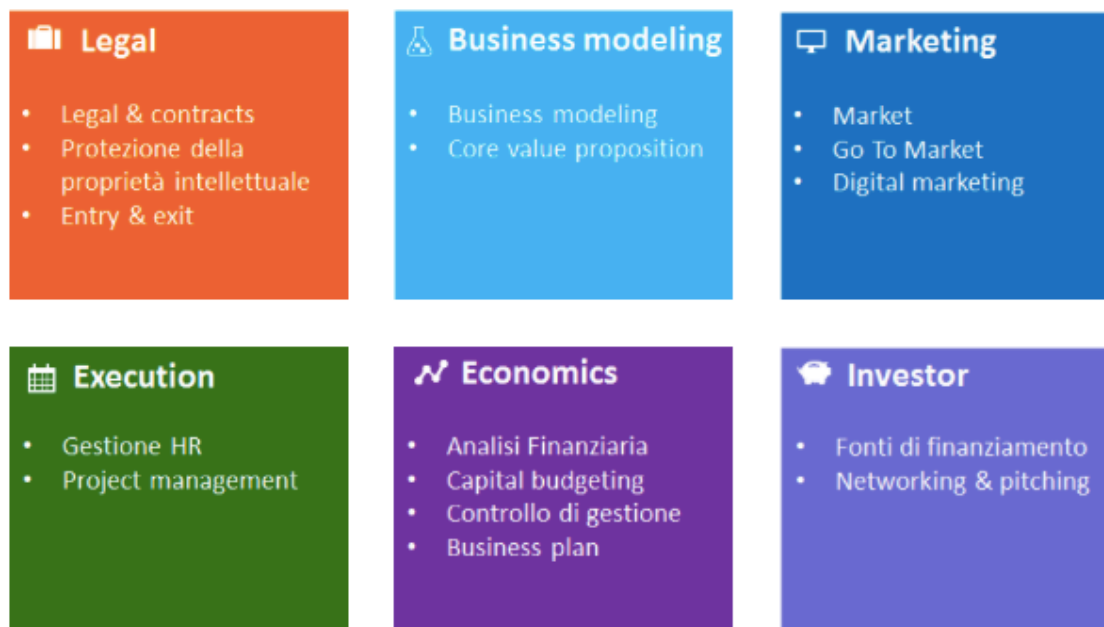 Legal
• Legal & contracts
• Protezione della
proprietà intellettuale
• Entry & exit
Business modeling
• Business modeling
• Core value proposition
Marketing
• Market
• Go To Market
• Digital marketing
Execution
• Gestione HR
• Project management
Economics
• Analisi Finanziaria
• Capital budgeting
• Controllo di gestione
• Business plan
Investor
• Fonti di finanziamento
• Networking & pitching